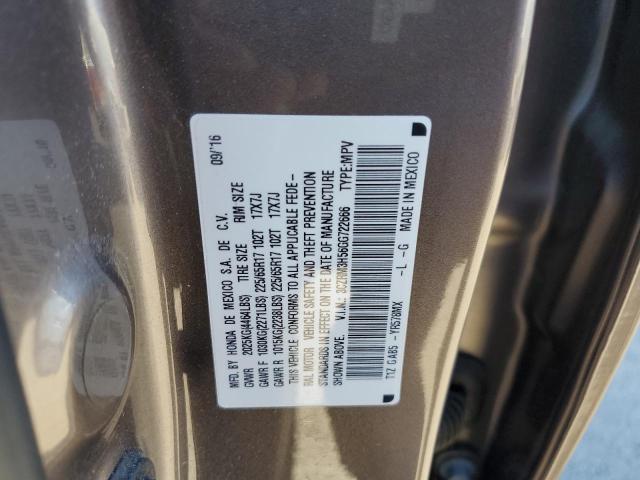 MFD. BY HONDA DE MEXICO S.A. DE C.V. 09/'16
GVWR 2025KG(4464LBS) TIRE SIZE RIM SIZE
GAWR F 1030KG(2271LBS) 225/65R17 102T 17X7J
GAWR R 1015KG(2238LBS) 225/65R17 102T 17X7J
THIS VEHICLE CONFORMS TO ALL APPLICABLE FEDE-
RAL MOTOR VEHICLE SAFETY AND THEFT PREVENTION
STANDARDS IN EFFECT ON THE DATE OF MANUFACTURE
SHOWN ABOVE. V.I.N.: 3CZRM3H56GG722666 TYPE:MPV
T1Z CAB5 -YR578MX -L -G MADE IN MEXICO